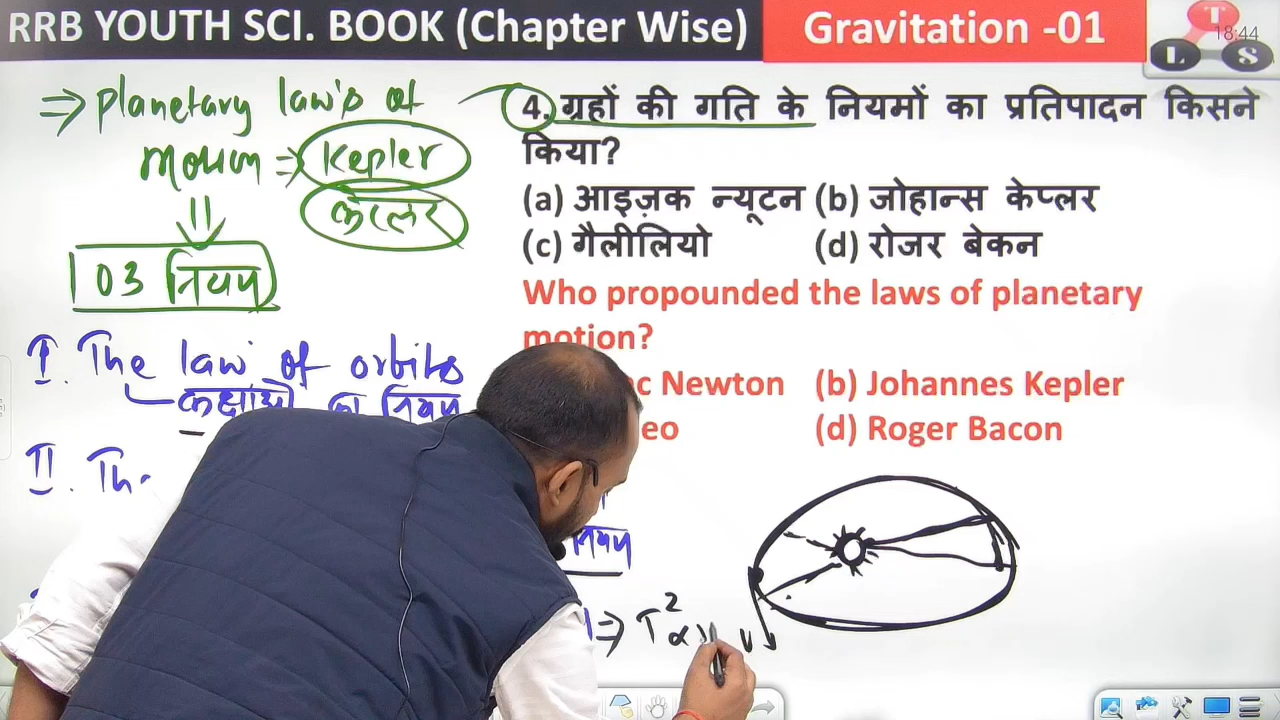 RRB YOUTH SCI. BOOK (Chapter Wise)
Gravitation -01
T
18:44
L S
⇒ planetary law's of
motion ⇒ Kepler
केप्लर
03 नियम
I. The law of orbits
कक्षाओं का नियम
II. Th
नियम
⇒ T² α
4. ग्रहों की गति के नियमों का प्रतिपादन किसने
किया?
(a) आइज़क न्यूटन (b) जोहान्स केप्लर
(c) गैलीलियो (d) रोजर बेकन
Who propounded the laws of planetary
motion?
c Newton (b) Johannes Kepler
eo (d) Roger Bacon